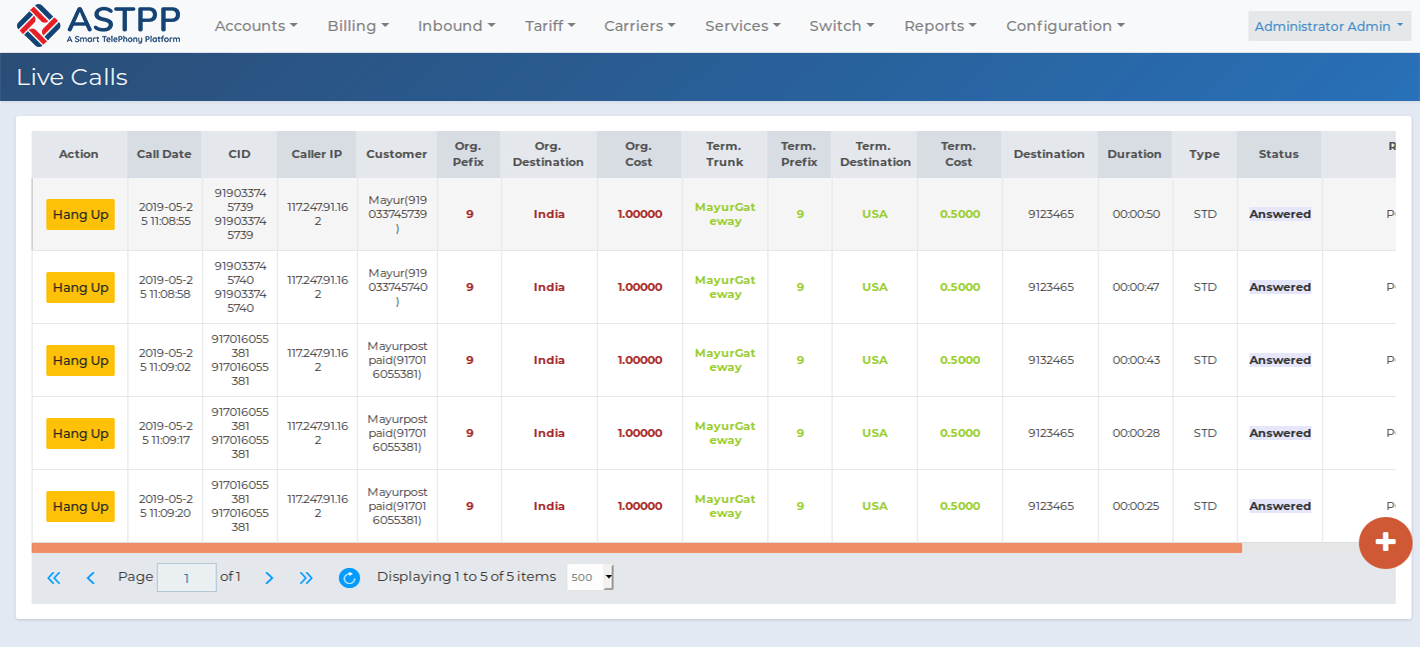 ASTPP
A Smart TelePhony Platform
Accounts Billing Inbound Tariff Carriers Services Switch Reports Configuration Administrator Admin
Live Calls
Action Call Date CID Caller IP Customer Org. Pefix Org. Destination Org. Cost Term. Trunk Term. Prefix Term. Destination Term. Cost Destination Duration Type Status R
Hang Up 2019-05-25 11:08:55 919033745739 919033745739 117.247.91.162 Mayur(919033745739) 9 India 1.00000 MayurGateway 9 USA 0.5000 9123465 00:00:50 STD Answered P
Hang Up 2019-05-25 11:08:58 919033745740 919033745740 117.247.91.162 Mayur(919033745740) 9 India 1.00000 MayurGateway 9 USA 0.5000 9123465 00:00:47 STD Answered P
Hang Up 2019-05-25 11:09:02 917016055381 917016055381 117.247.91.162 Mayurpostpaid(917016055381) 9 India 1.00000 MayurGateway 9 USA 0.5000 9132465 00:00:43 STD Answered P
Hang Up 2019-05-25 11:09:17 917016055381 917016055381 117.247.91.162 Mayurpostpaid(917016055381) 9 India 1.00000 MayurGateway 9 USA 0.5000 9123465 00:00:28 STD Answered P
Hang Up 2019-05-25 11:09:20 917016055381 917016055381 117.247.91.162 Mayurpostpaid(917016055381) 9 India 1.00000 MayurGateway 9 USA 0.5000 9123465 00:00:25 STD Answered P
Page 1 of 1 Displaying 1 to 5 of 5 items 500